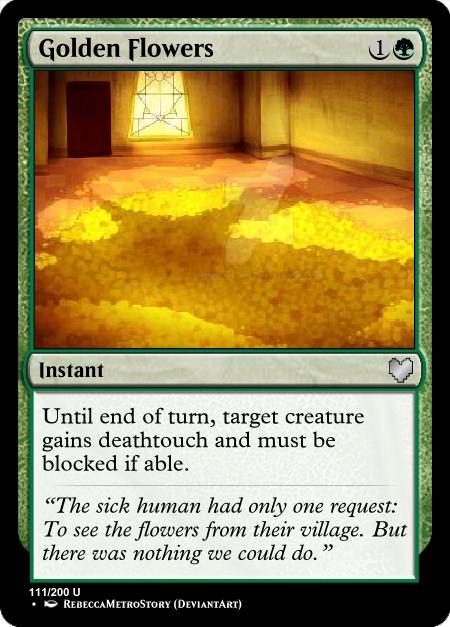 Golden Flowers 1
Instant
Until end of turn, target creature
gains deathtouch and must be
blocked if able.
“The sick human had only one request:
To see the flowers from their village. But
there was nothing we could do.”
111/200 U
• RebeccaMetroStory (DeviantArt)